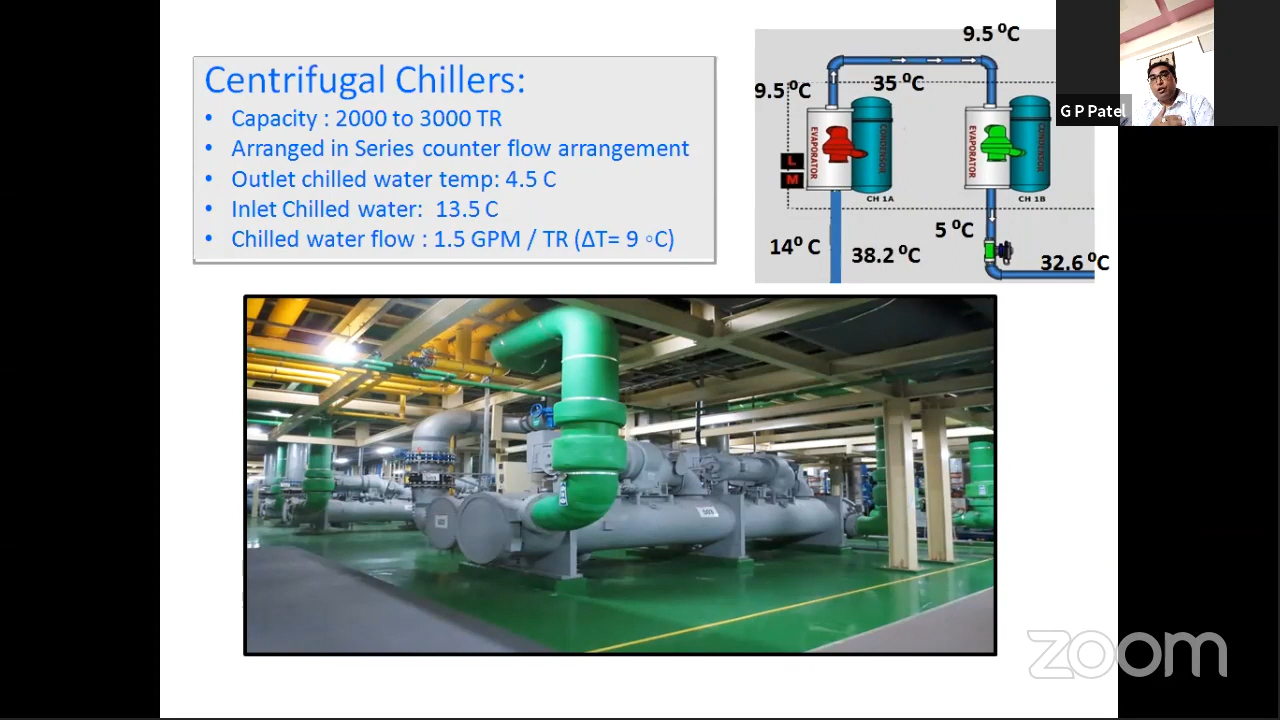 Centrifugal Chillers:
• Capacity : 2000 to 3000 TR
• Arranged in Series counter flow arrangement
• Outlet chilled water temp: 4.5 C
• Inlet Chilled water: 13.5 C
• Chilled water flow : 1.5 GPM / TR (ΔT= 9 ◦C)
9.5 ⁰C
9.5 ⁰C
35 ⁰C
EVAPORATOR
CONDENSOR
EVAPORATOR
CONDENSOR
L
M
CH 1A
CH 1B
14⁰ C
38.2 ⁰C
5 ⁰C
32.6 ⁰C
G P Patel
zoom